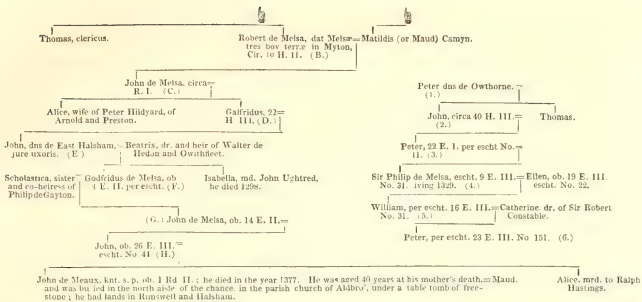 Thomas, clericus.
Robert de Melsa, dat Melsæ=Matildis (or Maud) Camyn.
tres bov terræ in Myton,
Cir. 10 H. II. (B.)
John de Melsa, circa=
R. I. (C.)
Alice, wife of Peter Hildyard, of
Arnold and Preston.
Galfridus, 22=
H III. (D.)
John, dns de East Halsham,=Beatrix, dr. and heir of Walter de
jure uxoris. (E) Hedon and Owthfleet.
Scholastica, sister
and co-heiress of
Philip de Gayton.
Godfridus de Melsa, ob
4 E. II. per escht. (F.)
Isabella, md. John Ughtred,
he died 1298.
(G.) John de Melsa, ob. 14 E. II.=
John, ob. 26 E. III.=
escht. No 41 (H.)
Peter dns de Owthorne.=
(1.)
John, circa 40 H. III.=
(2.)
Thomas.
Peter, 22 E. I. per escht No.=
11. (3.)
Sir Philip de Melsa, escht. 9 E. III.=Ellen, ob. 19 E. III.
No. 31. iving 1329. (4.) escht. No. 22.
William, per escht. 16 E. III.=Catherine. dr. of Sir Robert
No. 31. (5.) Constable.
Peter, per escht. 23 E. III. No 151. (6.)
John de Meaux, knt. s. p. ob. 1 Rd II.; he died in the year 1377. He was aged 40 years at his mother's death,=Maud.
and was bu ied in the north aisle of the chance. in the parish church of Aldbro', under a table tomb of free-
stone; he had lands in Rimswell and Halsham.
Alice. mrd. to Ralph
Hastings.